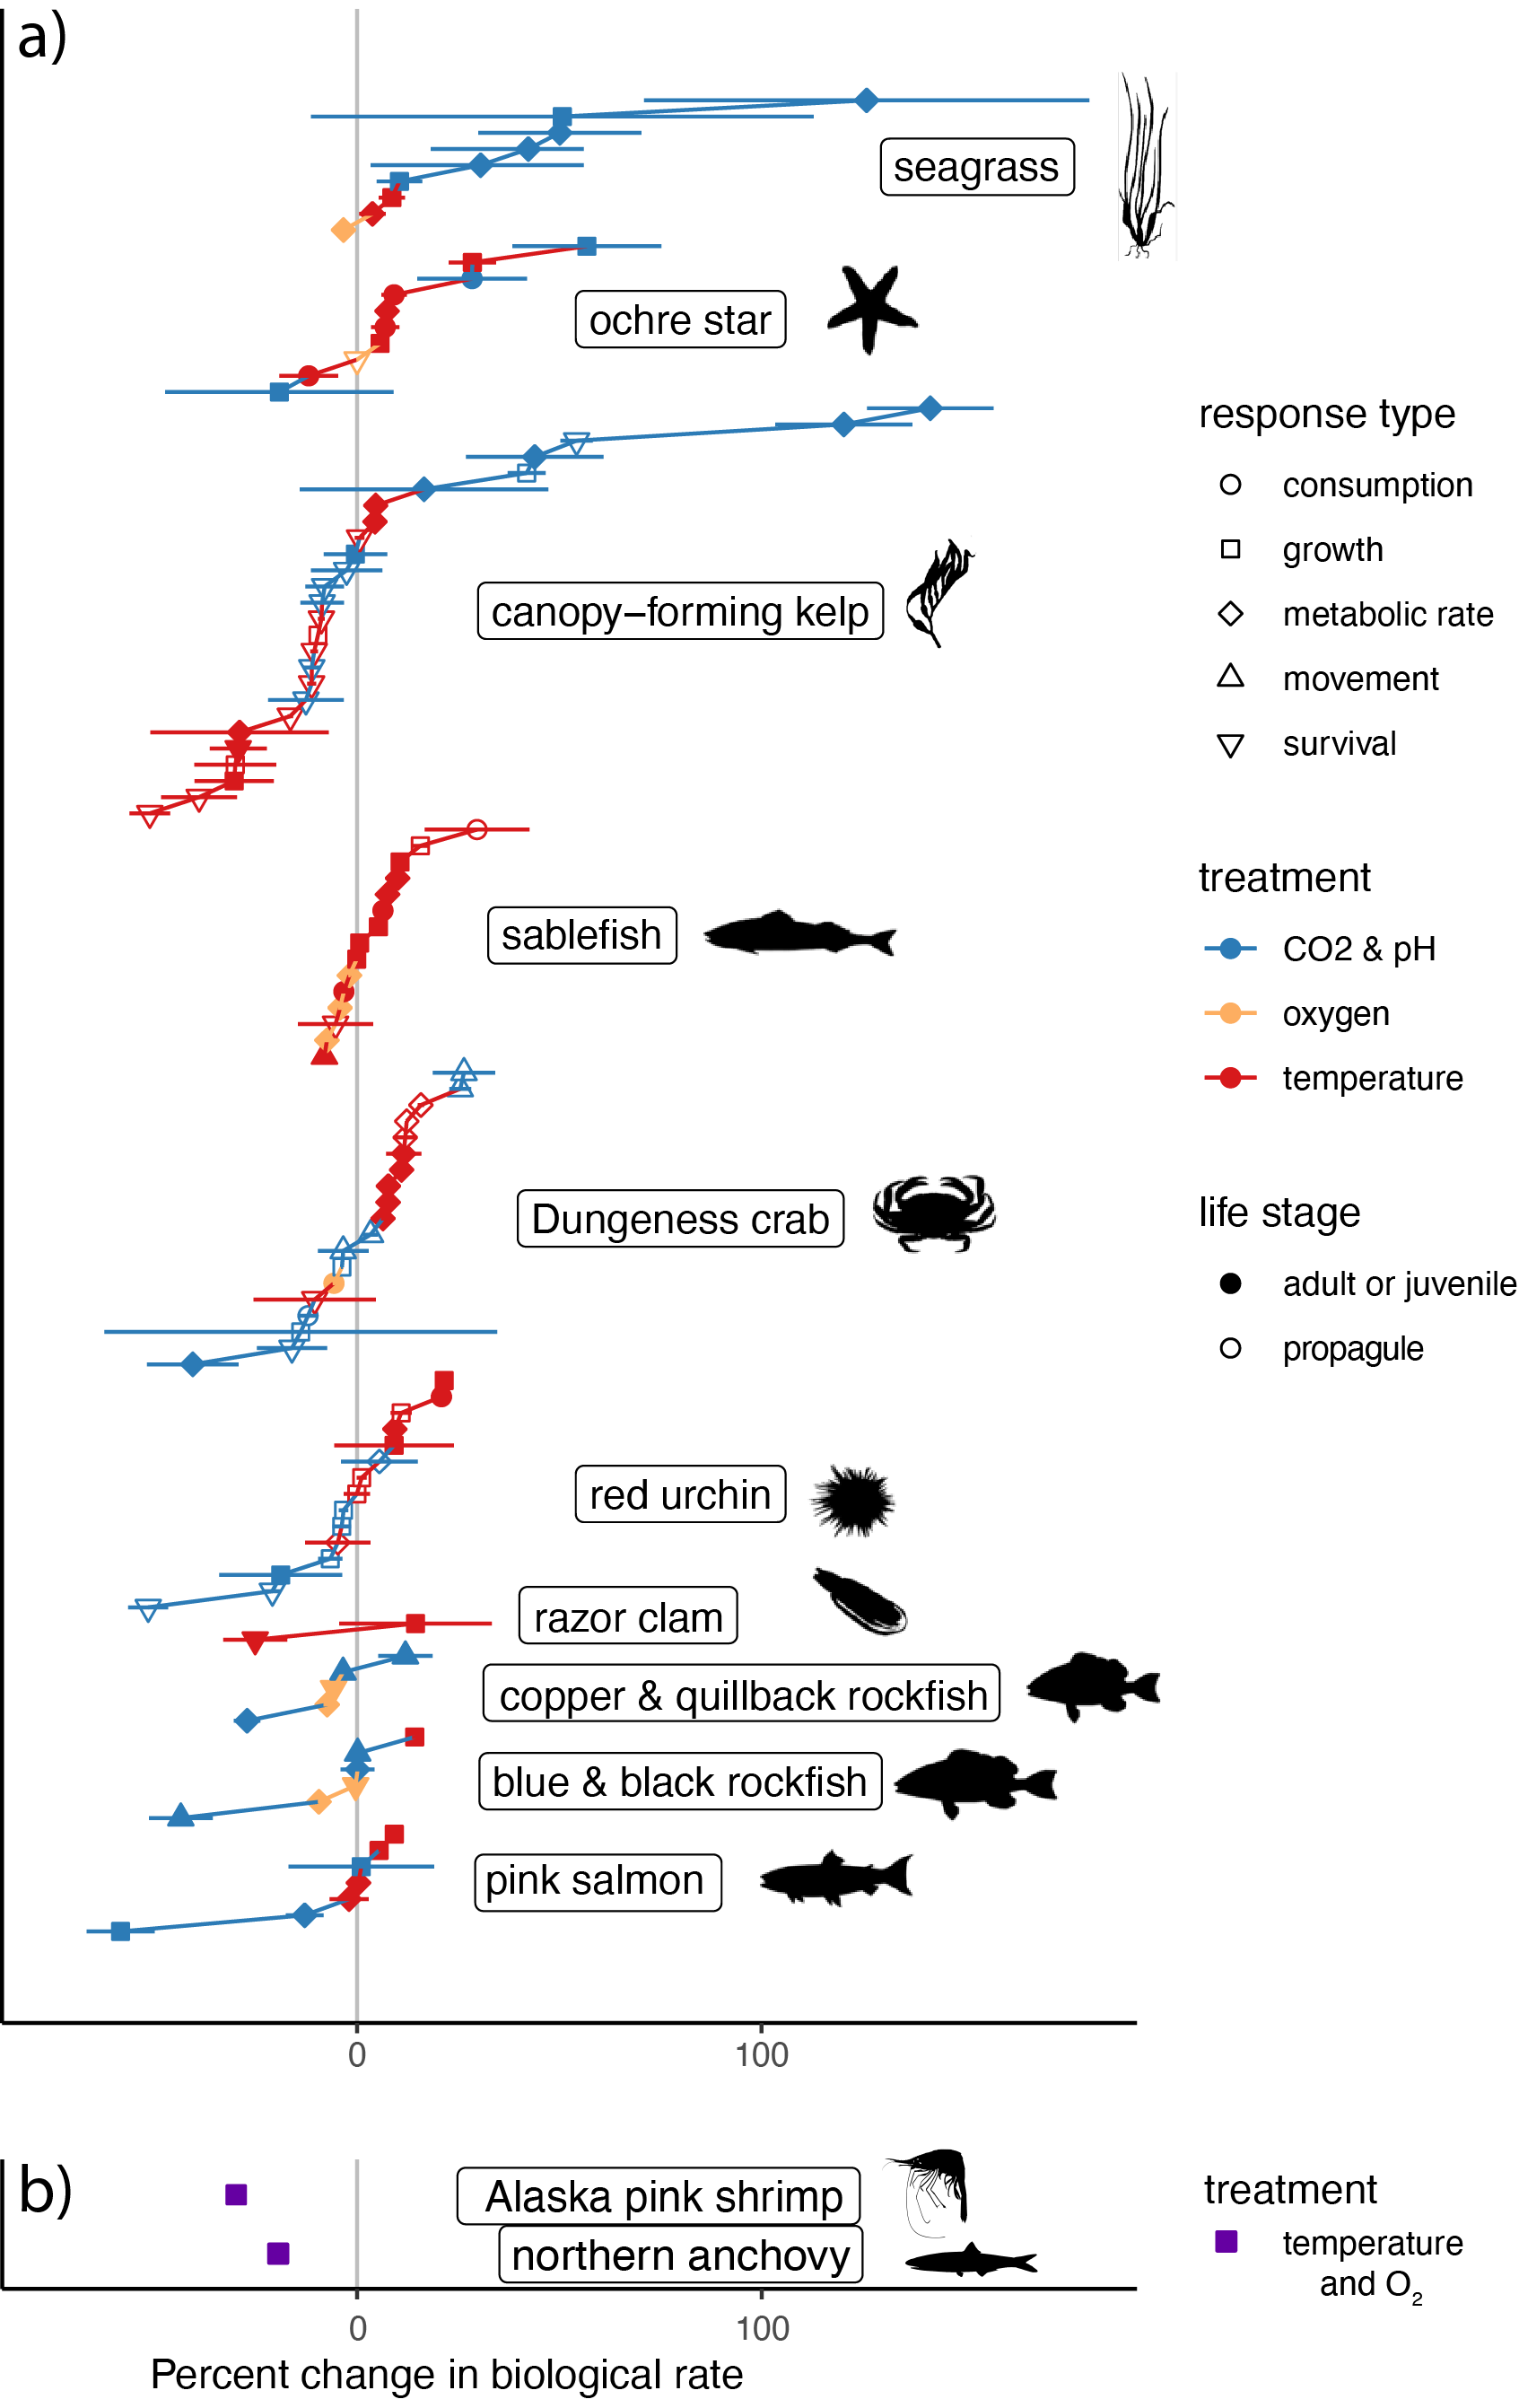 a)
seagrass
ochre star
canopy–forming kelp
sablefish
Dungeness crab
red urchin
razor clam
copper & quillback rockfish
blue & black rockfish
pink salmon
0 100
response type
consumption
growth
metabolic rate
movement
survival
treatment
CO2 & pH
oxygen
temperature
life stage
adult or juvenile
propagule
b)
Alaska pink shrimp
northern anchovy
0 100
Percent change in biological rate
treatment
temperature
and O₂